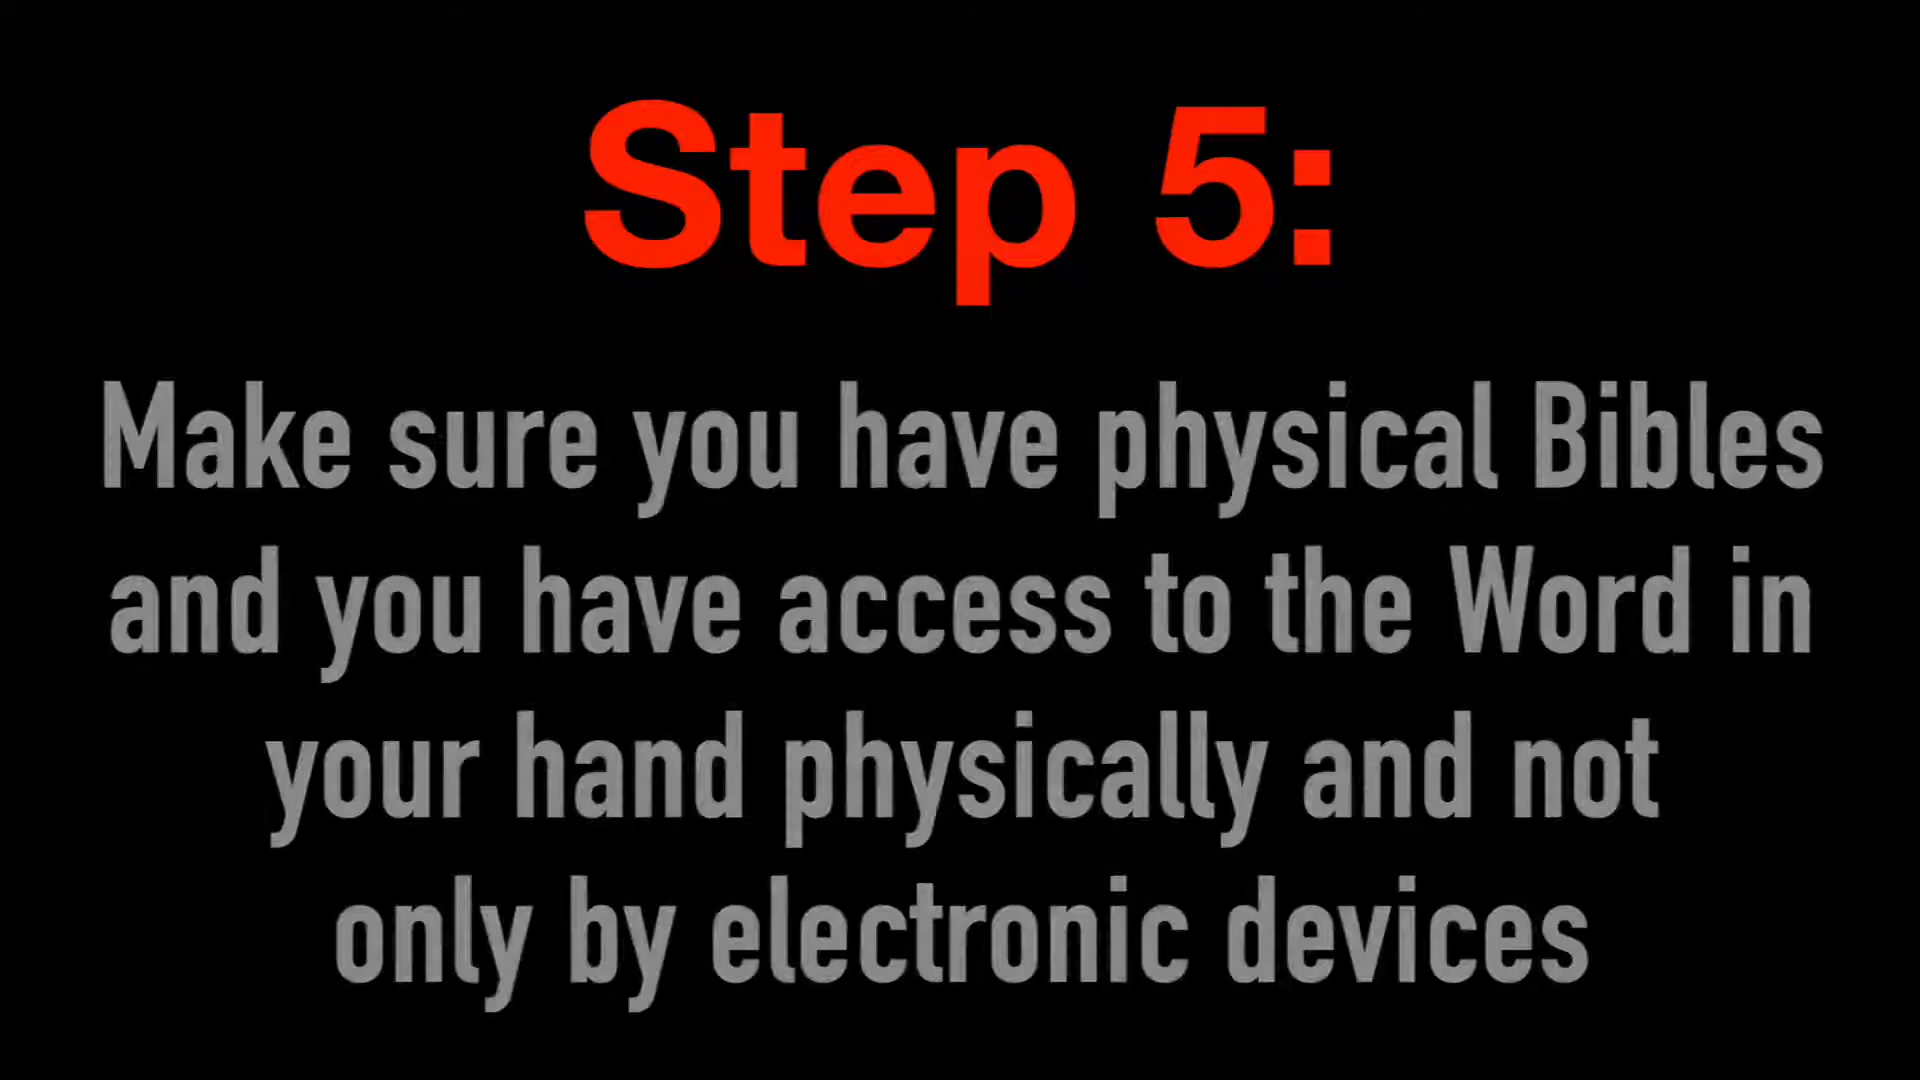 Step 5:
Make sure you have physical Bibles
and you have access to the Word in
your hand physically and not
only by electronic devices